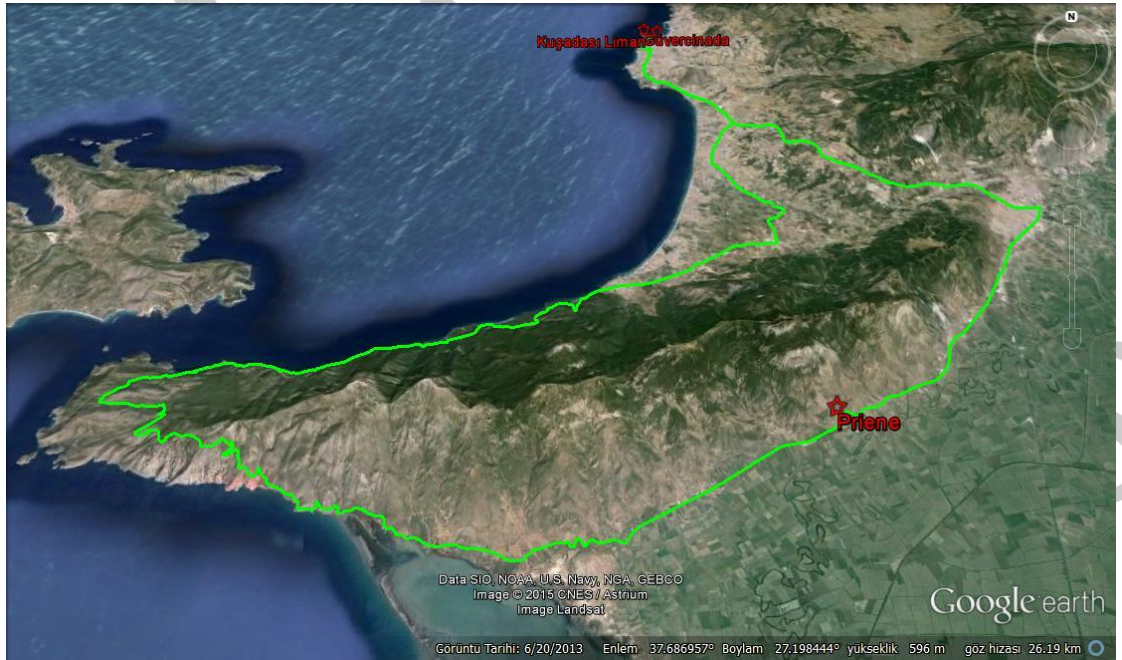 N
Kuşadası Limanı
Güvercinada
Priene
Data SIO, NOAA, U.S. Navy, NGA, GEBCO
Image © 2015 CNES / Astrium
Image Landsat
Google earth
Görüntü Tarihi: 6/20/2013 Enlem 37.686957° Boylam 27.198444° yükseklik 596 m göz hizası 26.19 km